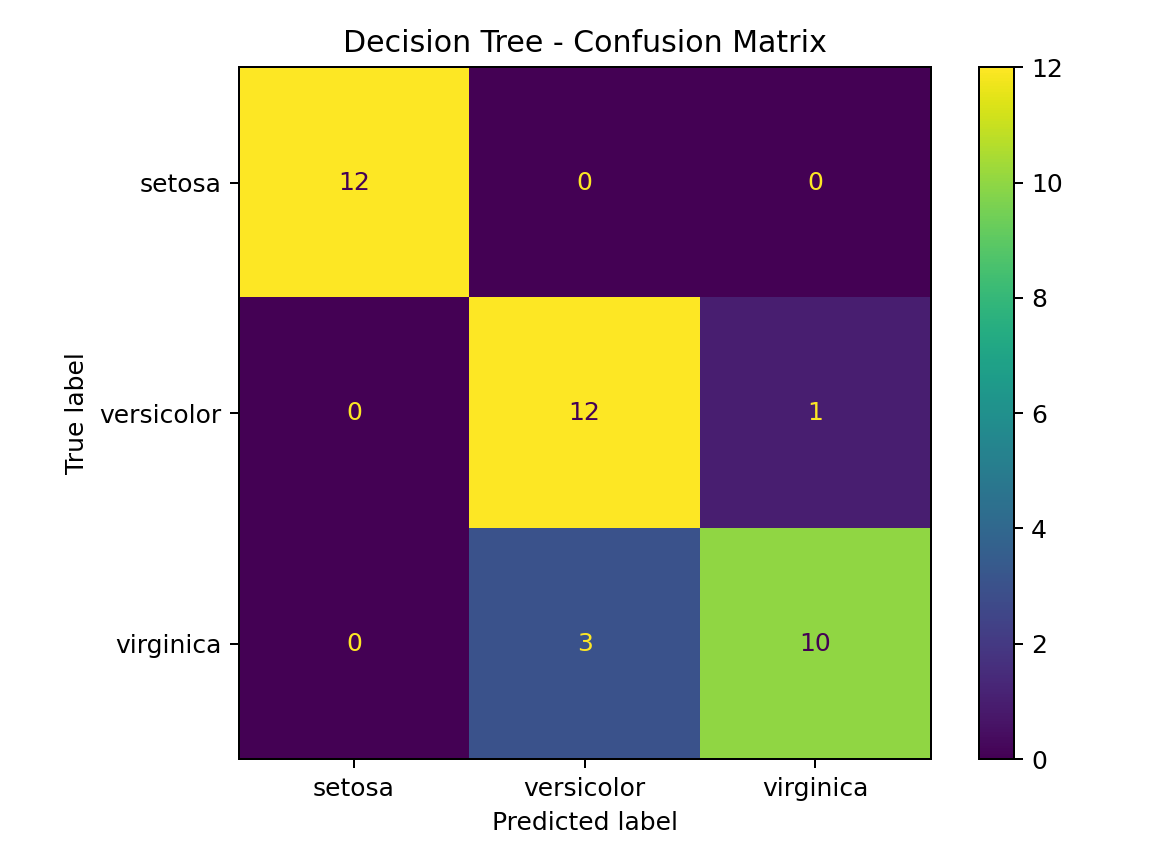 Decision Tree - Confusion Matrix
setosa 12 0 0
versicolor 0 12 1
virginica 0 3 10
setosa versicolor virginica
Predicted label
True label
12
10
8
6
4
2
0